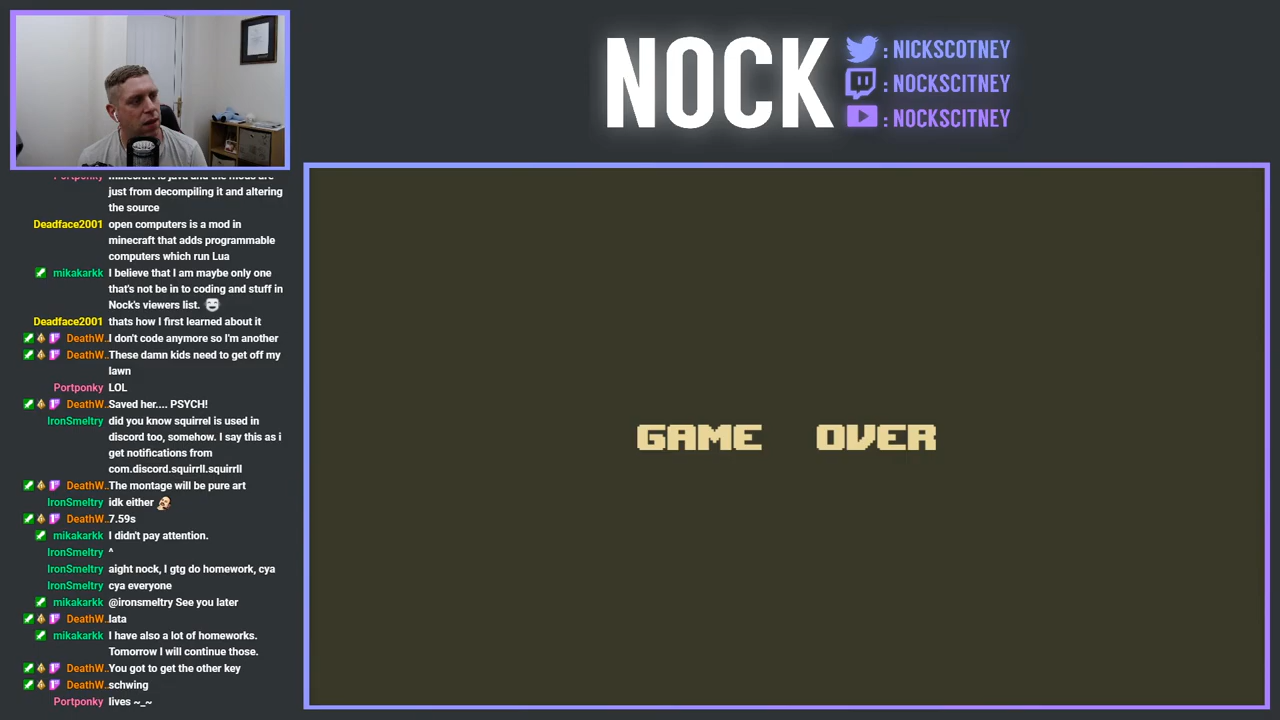 NOCK
: NICKSCOTNEY
: NOCKSCITNEY
: NOCKSCITNEY
Portponky minecraft is java and the mods are
just from decompiling it and altering
the source
Deadface2001 open computers is a mod in
minecraft that adds programmable
computers which run Lua
mikakarkk I believe that I am maybe only one
that's not be in to coding and stuff in
Nock's viewers list.
Deadface2001 thats how I first learned about it
DeathW.. I don't code anymore so I'm another
DeathW.. These damn kids need to get off my
lawn
Portponky LOL
DeathW.. Saved her.... PSYCH!
IronSmeltry did you know squirrel is used in
discord too, somehow. I say this as i
get notifications from
com.discord.squirrll.squirrll
DeathW.. The montage will be pure art
IronSmeltry idk either
DeathW.. 7.59s
mikakarkk I didn't pay attention.
IronSmeltry ^
IronSmeltry aight nock, I gtg do homework, cya
IronSmeltry cya everyone
mikakarkk @ironsmeltry See you later
DeathW.. lata
mikakarkk I have also a lot of homeworks.
Tomorrow I will continue those.
DeathW.. You got to get the other key
DeathW.. schwing
Portponky lives ~_~
GAME OVER